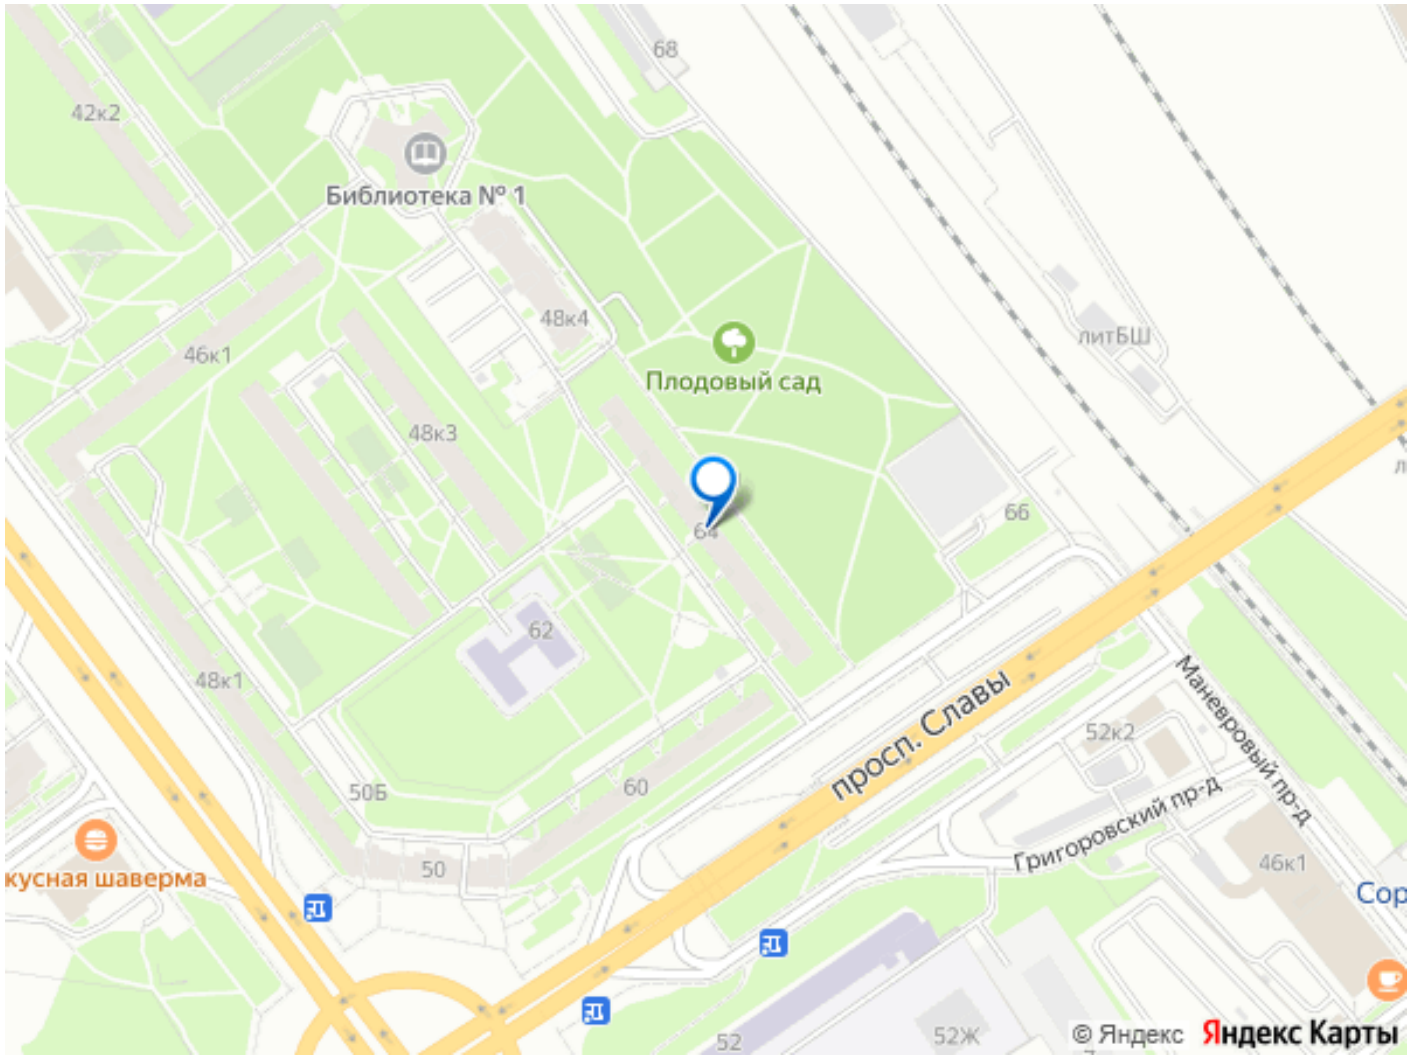 68
42к2
Библиотека № 1
48к4
46к1
литБШ
Плодовый сад
48к3
66
64
62
48к1
Маневровый пр-д
просп. Славы
52к2
50Б
60
Григоровский пр-д
50
46к1
кусная шаверма
Сор
52
52Ж
© Яндекс Яндекс Карты